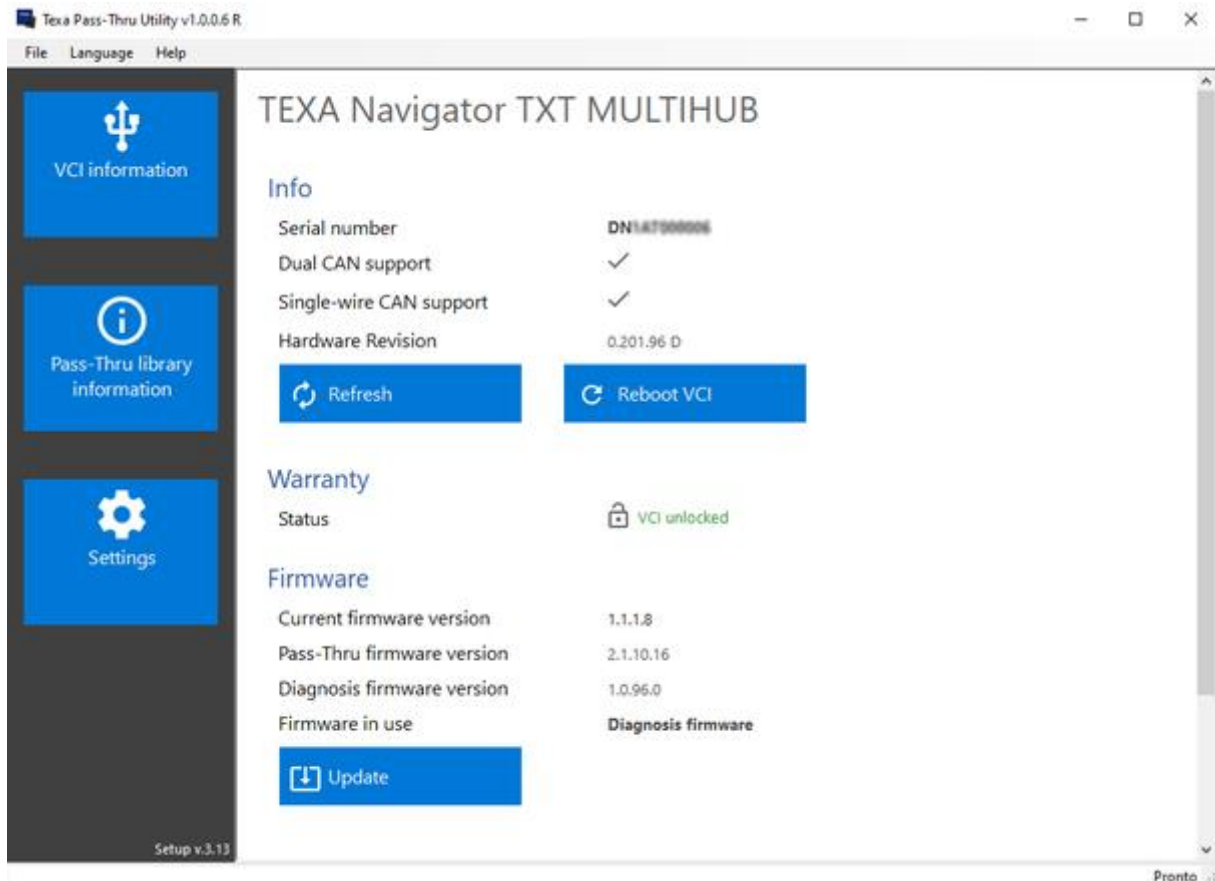 Texa Pass-Thru Utility v1.0.0.6 R
File Language Help
VCI information
Pass-Thru library
information
Settings
Setup v.3.13
TEXA Navigator TXT MULTIHUB
Info
Serial number DN
Dual CAN support
Single-wire CAN support
Hardware Revision 0.201.96 D
Refresh Reboot VCI
Warranty
Status VCI unlocked
Firmware
Current firmware version 1.1.1.8
Pass-Thru firmware version 2.1.10.16
Diagnosis firmware version 1.0.96.0
Firmware in use Diagnosis firmware
Update
Pronto